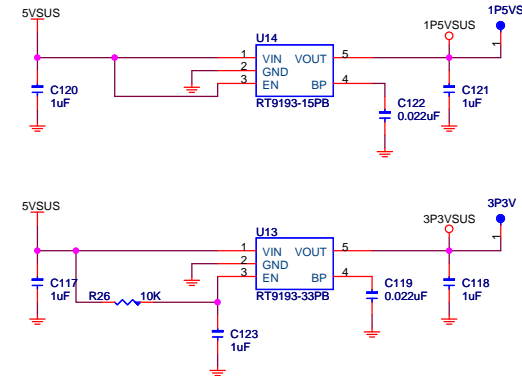 5VSUS
U14
1P5VSUS
1P5VS
1 VIN VOUT 5
2 GND
3 EN BP 4
RT9193-15PB
1
C120
1uF
C122
0.022uF
C121
1uF
5VSUS
U13
3P3VSUS
3P3V
1 VIN VOUT 5
2 GND
3 EN BP 4
RT9193-33PB
1
C117
1uF
R26 10K
C119
0.022uF
C118
1uF
C123
1uF